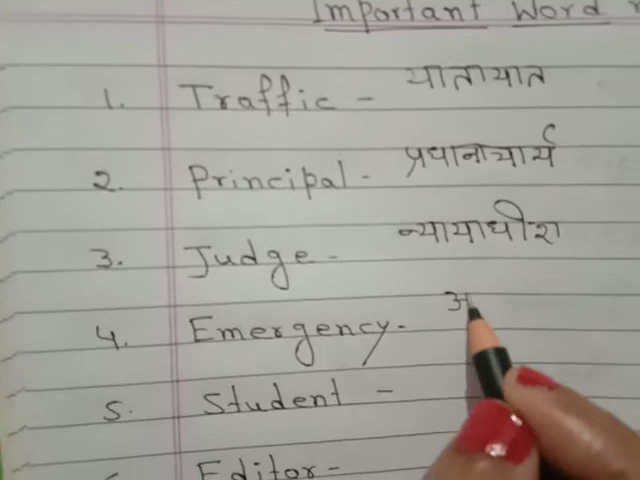 Important Word
1. Traffic - यातायात
2. Principal - प्रधानाचार्य
3. Judge - न्यायाधीश
4. Emergency - अ
5. Student -
Editor -